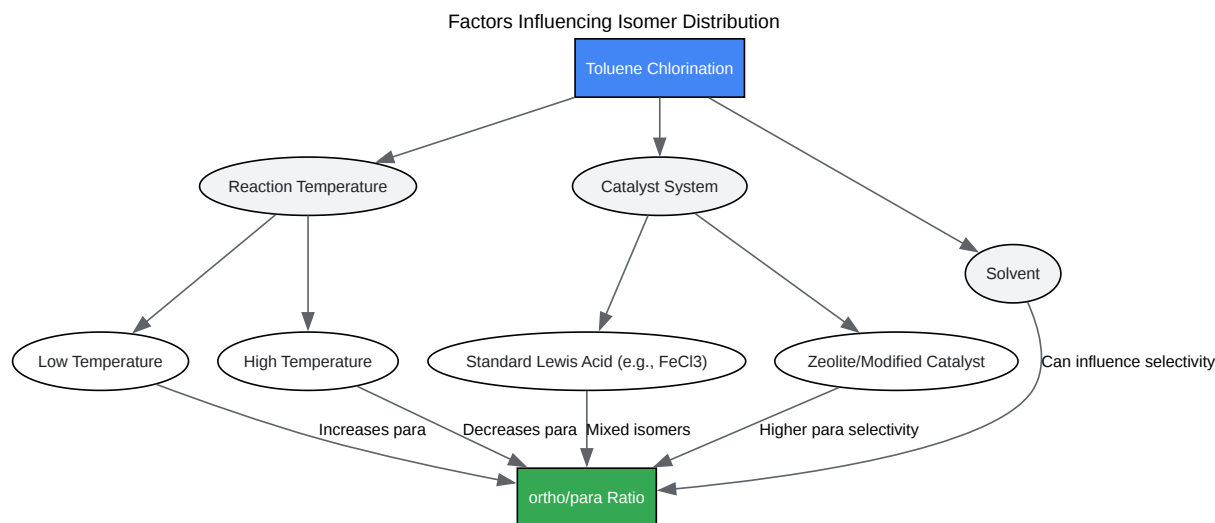 Factors Influencing Isomer Distribution
Toluene Chlorination
Reaction Temperature
Catalyst System
Solvent
Low Temperature
High Temperature
Standard Lewis Acid (e.g., FeCl3)
Zeolite/Modified Catalyst
Can influence selectivity
Increases para
Decreases para
Mixed isomers
Higher para selectivity
ortho/para Ratio